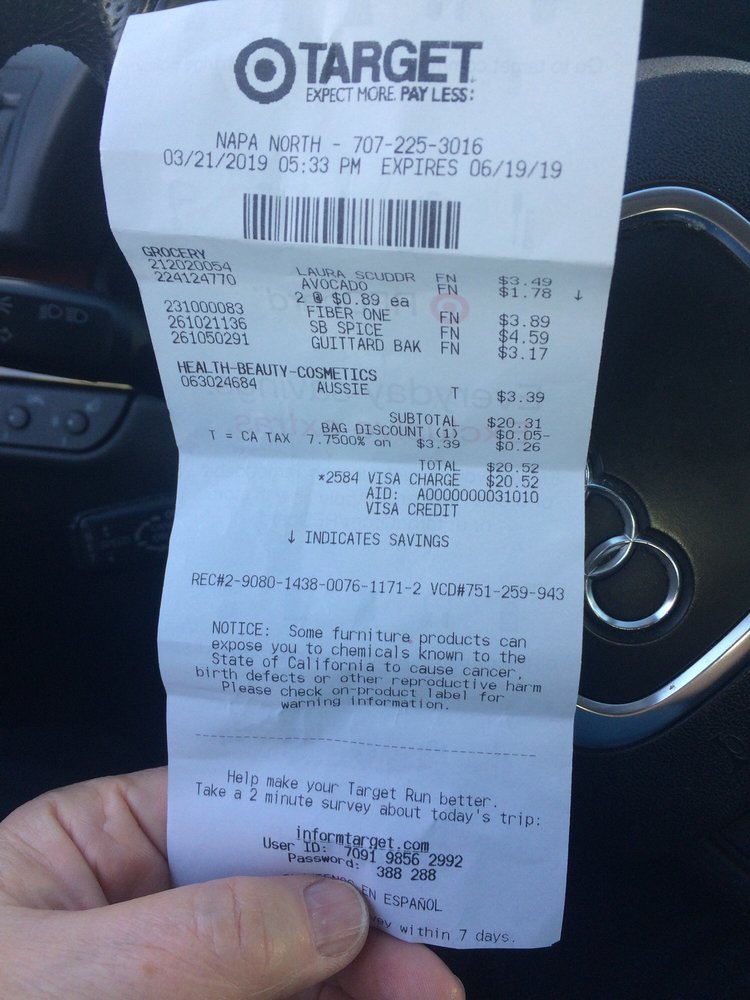 TARGET
EXPECT MORE. PAY LESS.
NAPA NORTH - 707-225-3016
03/21/2019 05:33 PM EXPIRES 06/19/19
GROCERY
212020054 LAURA SCUDDR FN $3.49
224124770 AVOCADO FN $1.78 ↓
2 @ $0.89 ea
231000083 FIBER ONE FN $3.89
261021136 SB SPICE FN $4.59
261050291 GUITTARD BAK FN $3.17
HEALTH-BEAUTY-COSMETICS
063024684 AUSSIE T $3.39
SUBTOTAL $20.31
BAG DISCOUNT (1) $0.05-
T = CA TAX 7.7500% on $3.39 $0.26
TOTAL $20.52
*2584 VISA CHARGE $20.52
AID: A0000000031010
VISA CREDIT
↓ INDICATES SAVINGS
REC#2-9080-1438-0076-1171-2 VCD#751-259-943
NOTICE: Some furniture products can
expose you to chemicals known to the
State of California to cause cancer,
birth defects or other reproductive harm
Please check on-product label for
warning information.
Help make your Target Run better.
Take a 2 minute survey about today's trip:
informtarget.com
User ID: 7091 9856 2992
Password: 388 288
EN ESPAÑOL
within 7 days.